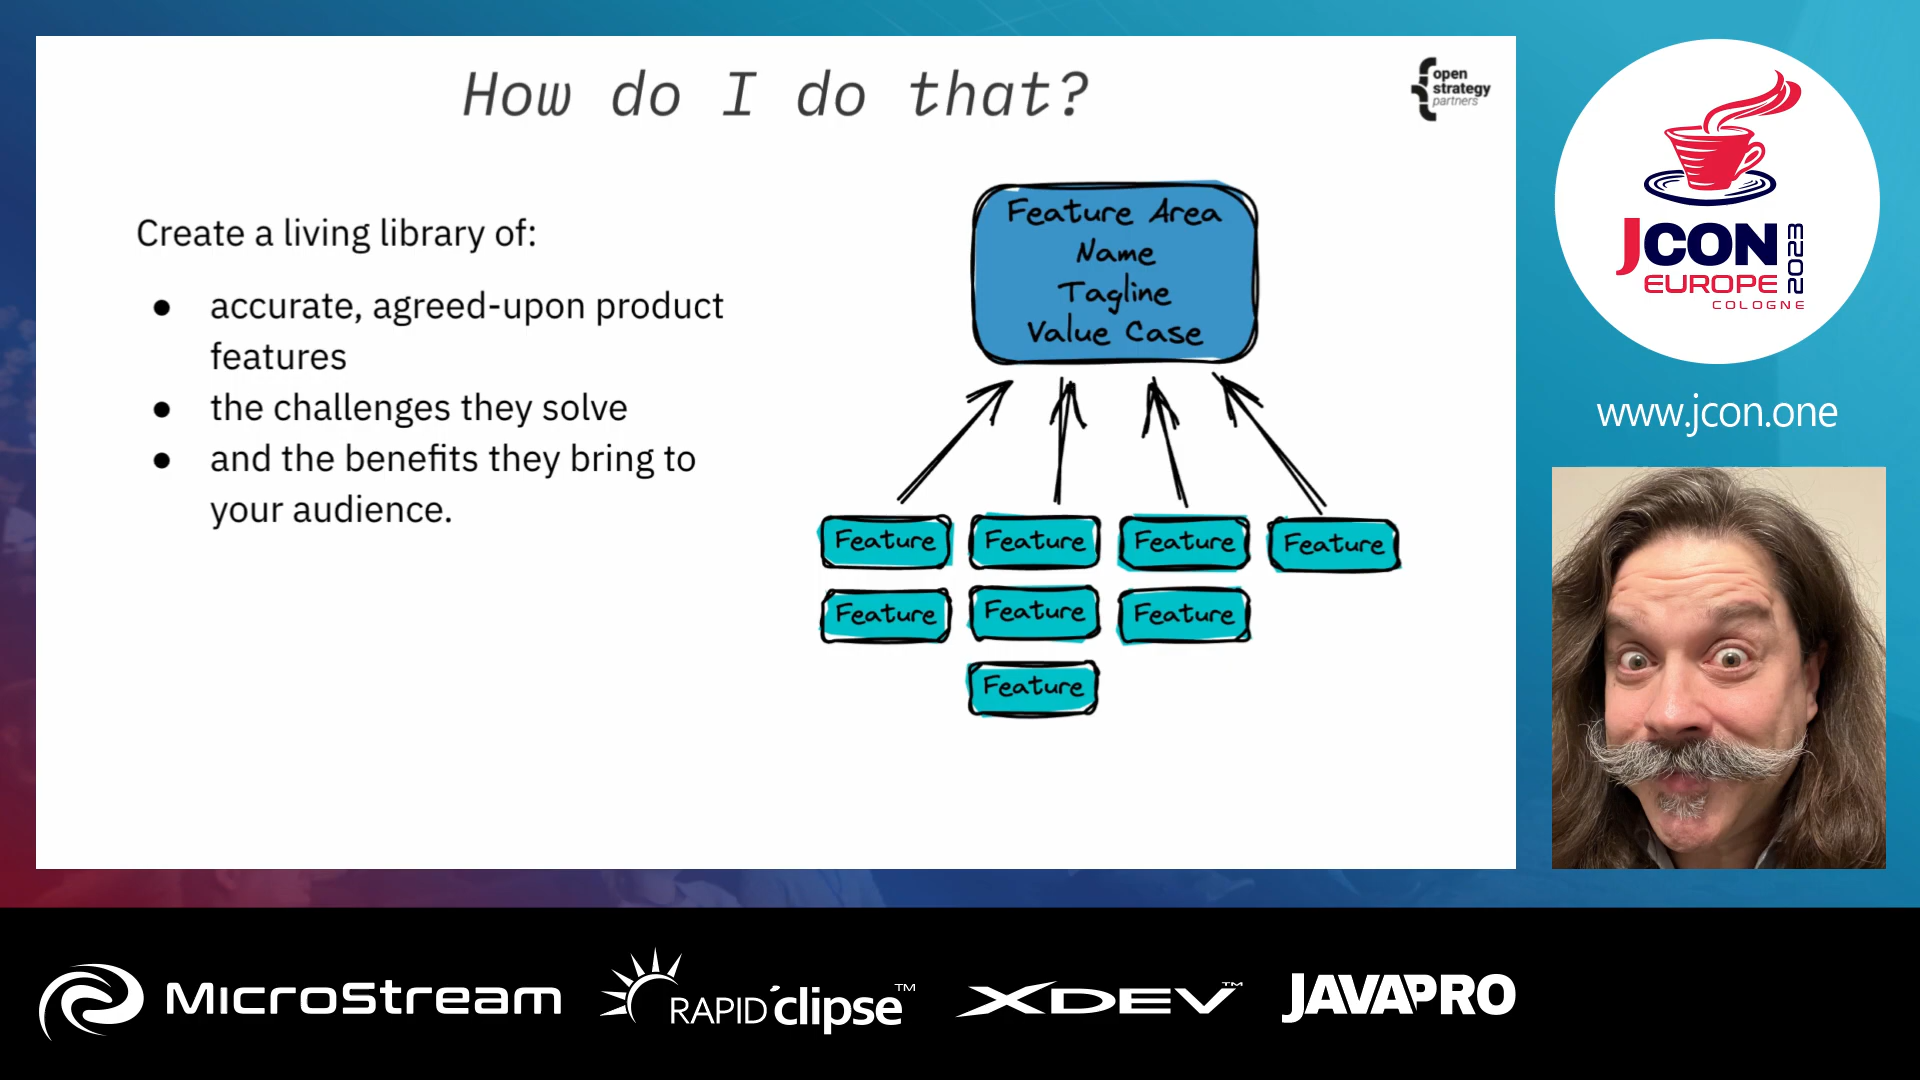 How do I do that?
open
strategy
partners
Create a living library of:
● accurate, agreed-upon product
features
● the challenges they solve
● and the benefits they bring to
your audience.
Feature Area
Name
Tagline
Value Case
Feature Feature Feature Feature
Feature Feature Feature
Feature
JCON 2023
EUROPE
COLOGNE
www.jcon.one
MicroStream
RAPID'clipse™
XDEV™
JAVAPRO